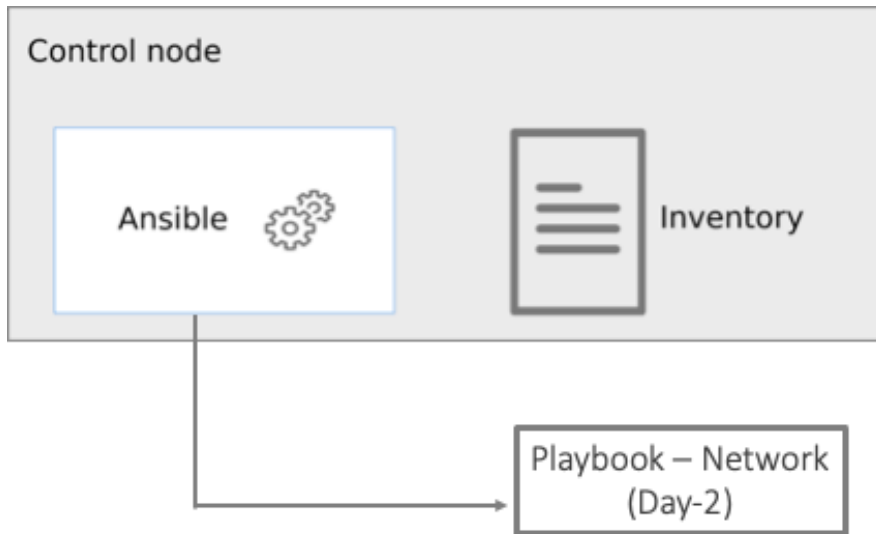 Control node
Ansible
Inventory
Playbook – Network
(Day-2)